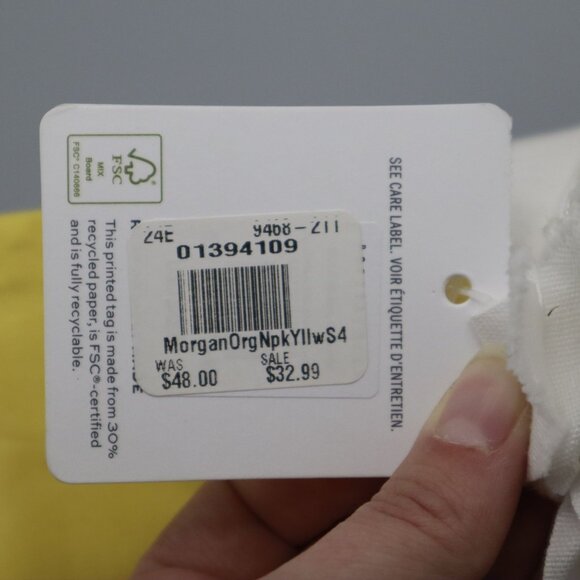 24E 9468-211
01394109
MorganOrgNpkYllwS4
WAS SALE
$48.00 $32.99
FSC
MIX
Board
FSC® C140866
This printed tag is made from 30%
recycled paper, is FSC®-certified
and is fully recyclable.
SEE CARE LABEL. VOIR ÉTIQUETTE D'ENTRETIEN.